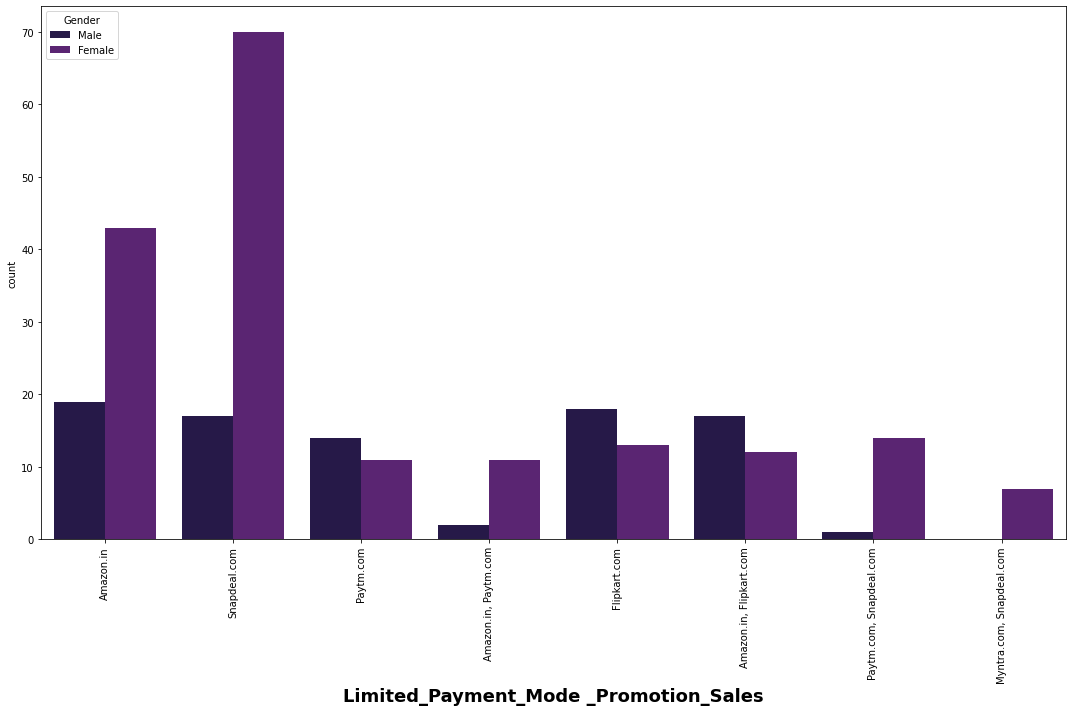 Gender
Male
Female
70
60
50
40
30
20
10
0
count
Amazon.in
Snapdeal.com
Paytm.com
Amazon.in, Paytm.com
Flipkart.com
Amazon.in, Flipkart.com
Paytm.com, Snapdeal.com
Myntra.com, Snapdeal.com
Limited_Payment_Mode _Promotion_Sales